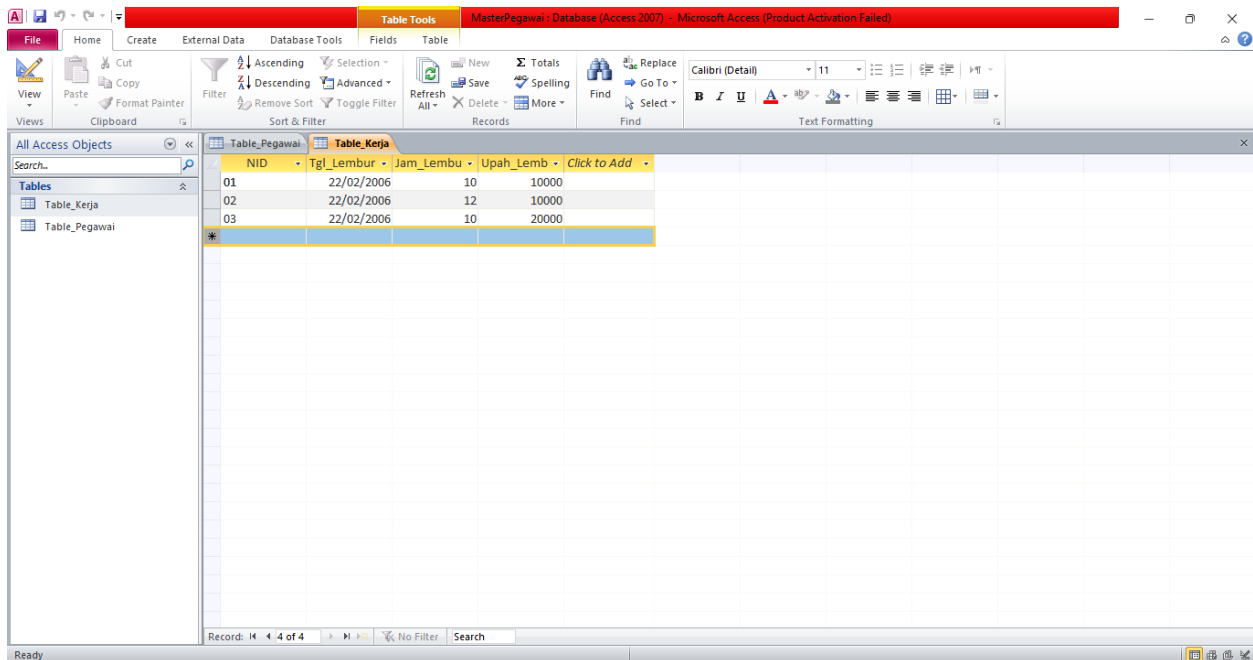 Table Tools
MasterPegawai : Database (Access 2007) - Microsoft Access (Product Activation Failed)
File Home Create External Data Database Tools Fields Table
View
Views
Paste
Cut
Copy
Format Painter
Clipboard
Filter
Ascending
Descending
Remove Sort
Selection
Advanced
Toggle Filter
Sort & Filter
Refresh
All
New
Save
Delete
Totals
Spelling
More
Records
Find
Replace
Go To
Select
Find
Calibri (Detail) 11
B I U A
Text Formatting
All Access Objects
Search...
Tables
Table_Kerja
Table_Pegawai
Table_Pegawai Table_Kerja
NID Tgl_Lembur Jam_Lembu Upah_Lemb Click to Add
01 22/02/2006 10 10000
02 22/02/2006 12 10000
03 22/02/2006 10 20000
Record: 4 of 4 No Filter Search
Ready